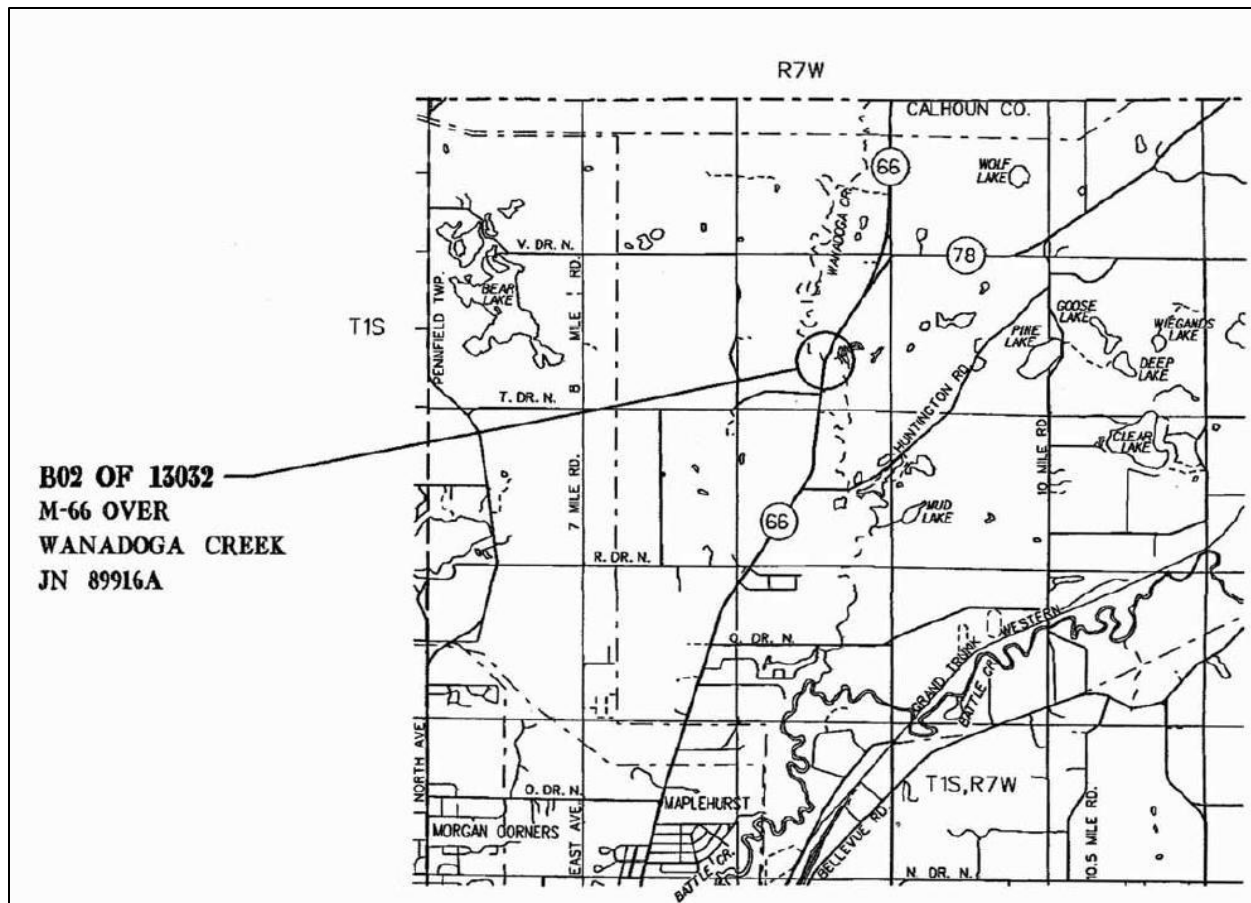 R7W
CALHOUN CO.
66
WOLF
LAKE
WANADOGA CR.
V. DR. N.
78
BEAR
LAKE
MILE RD.
8
PENNFIELD TWP.
T1S
GOOSE
LAKE
WIEGANDS
LAKE
PINE
LAKE
DEEP
LAKE
HUNTINGTON RD.
T. DR. N.
10 MILE RD.
CLEAR
LAKE
B02 OF 13032
M-66 OVER
WANADOGA CREEK
JN 89916A
7 MILE RD.
66
MUD
LAKE
R. DR. N.
Q. DR. N.
GRAND TRUNK WESTERN
BATTLE CR.
NORTH AVE.
T1S,R7W
O. DR. N.
MAPLEHURST
MORGAN CORNERS
EAST AVE.
BATTLE CR.
BELLEVUE RD.
10.5 MILE RD.
N. DR. N.